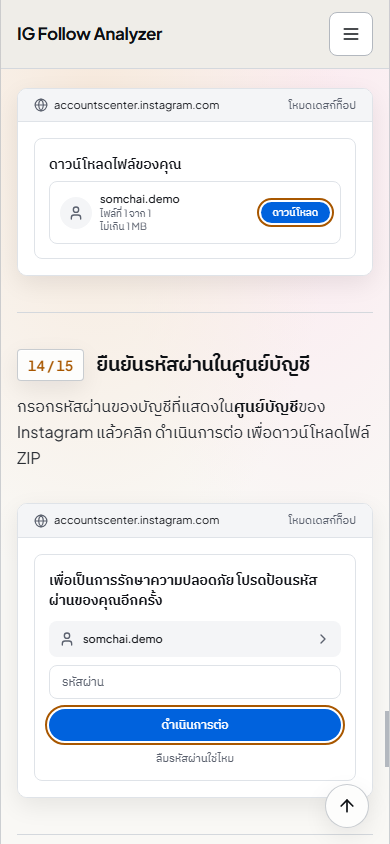 IG Follow Analyzer
accountscenter.instagram.com โหมดเดสก์ท็อป
ดาวน์โหลดไฟล์ของคุณ
somchai.demo
ไฟล์ที่ 1 จาก 1
ไม่เกิน 1 MB
ดาวน์โหลด
14 / 15 ยืนยันรหัสผ่านในศูนย์บัญชี
กรอกรหัสผ่านของบัญชีที่แสดงในศูนย์บัญชีของ
Instagram แล้วคลิก ดำเนินการต่อ เพื่อดาวน์โหลดไฟล์
ZIP
accountscenter.instagram.com โหมดเดสก์ท็อป
เพื่อเป็นการรักษาความปลอดภัย โปรดป้อนรหัส
ผ่านของคุณอีกครั้ง
somchai.demo
รหัสผ่าน
ดำเนินการต่อ
ลืมรหัสผ่านใช่ไหม